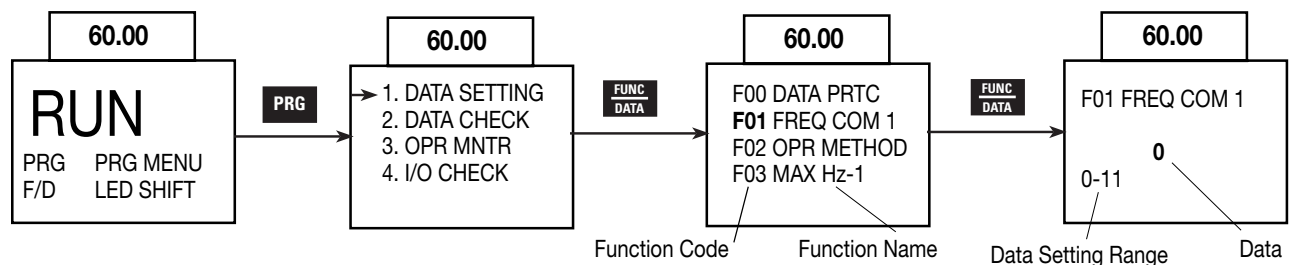 60.00
RUN
PRG PRG MENU
F/D LED SHIFT
PRG
60.00
1. DATA SETTING
2. DATA CHECK
3. OPR MNTR
4. I/O CHECK
FUNC
DATA
60.00
F00 DATA PRTC
F01 FREQ COM 1
F02 OPR METHOD
F03 MAX Hz-1
Function Code
Function Name
FUNC
DATA
60.00
F01 FREQ COM 1
0
0-11
Data Setting Range
Data